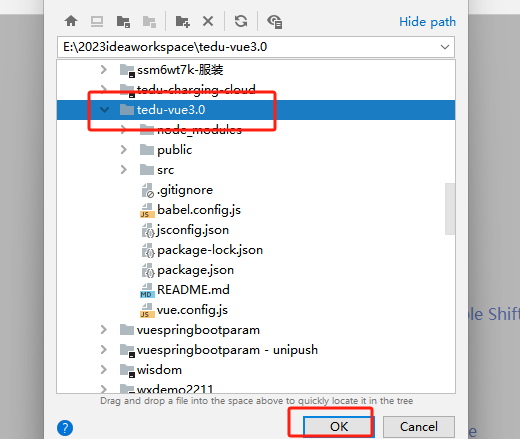 Hide path
E:\2023ideaworkspace\tedu-vue3.0
ssm6wt7k-服装
tedu-charging-cloud
tedu-vue3.0
node_modules
public
src
.gitignore
babel.config.js
jsconfig.json
package-lock.json
package.json
README.md
vue.config.js
vuespringbootparam
vuespringbootparam - unipush
wisdom
wxdemo2211
Drag and drop a file into the space above to quickly locate it in the tree
OK
Cancel
Shift